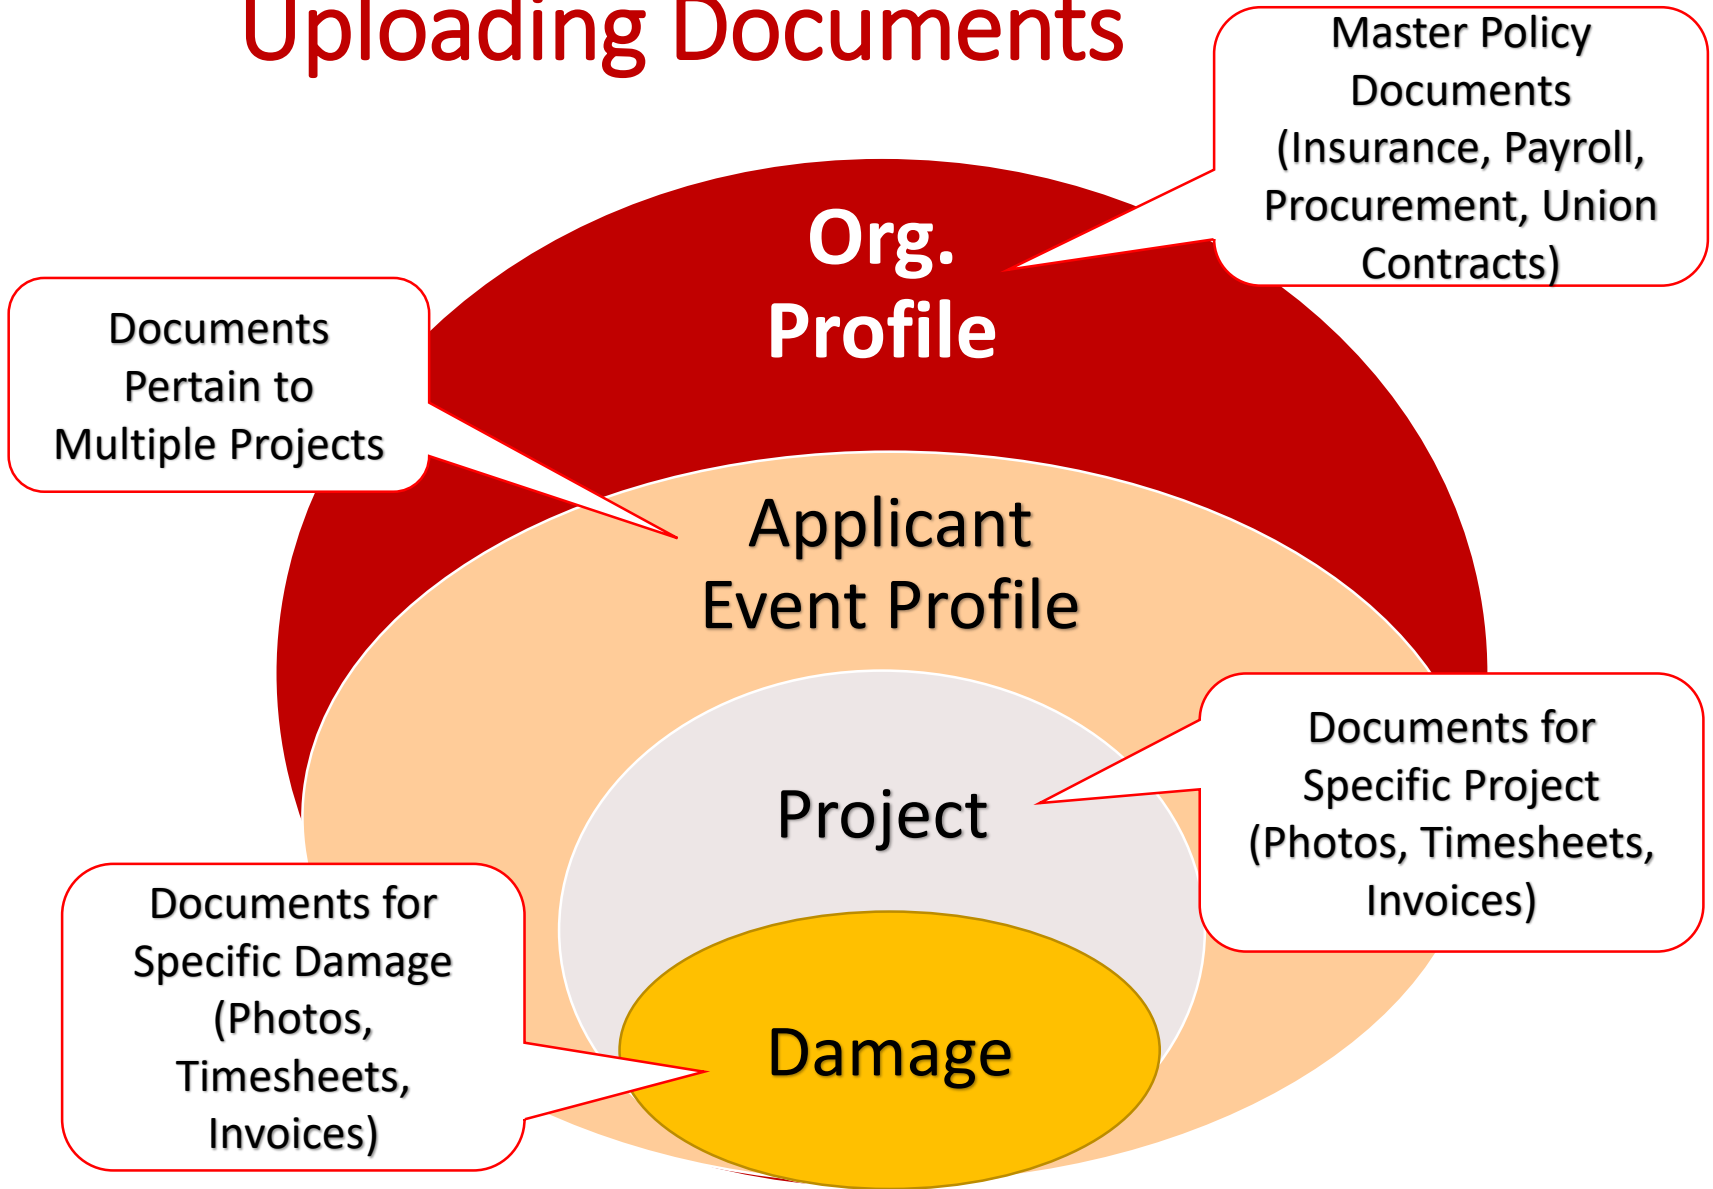 Uploading Documents
Master Policy
Documents
(Insurance, Payroll,
Procurement, Union
Contracts)
Org.
Profile
Documents
Pertain to
Multiple Projects
Applicant
Event Profile
Documents for
Specific Project
(Photos, Timesheets,
Invoices)
Project
Documents for
Specific Damage
(Photos,
Timesheets,
Invoices)
Damage